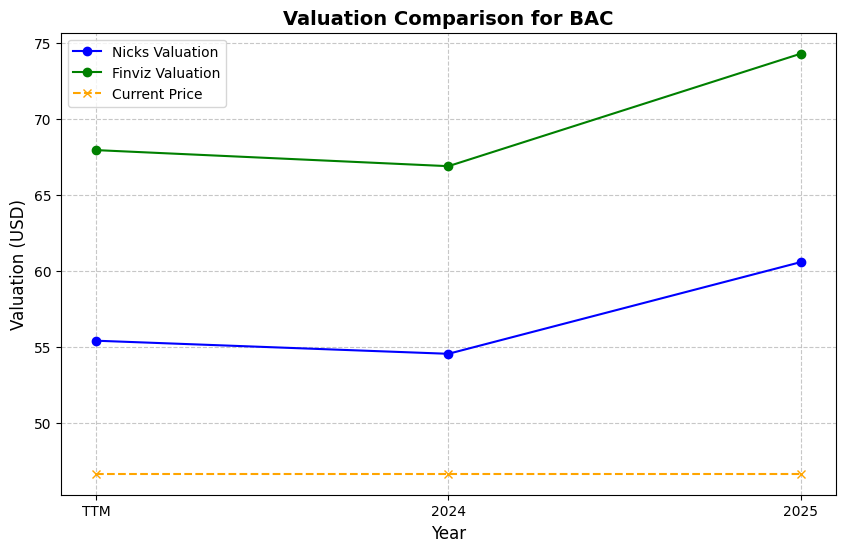 Valuation Comparison for BAC
Nicks Valuation
Finviz Valuation
Current Price
75
70
65
60
55
50
Valuation (USD)
TTM
2024
2025
Year